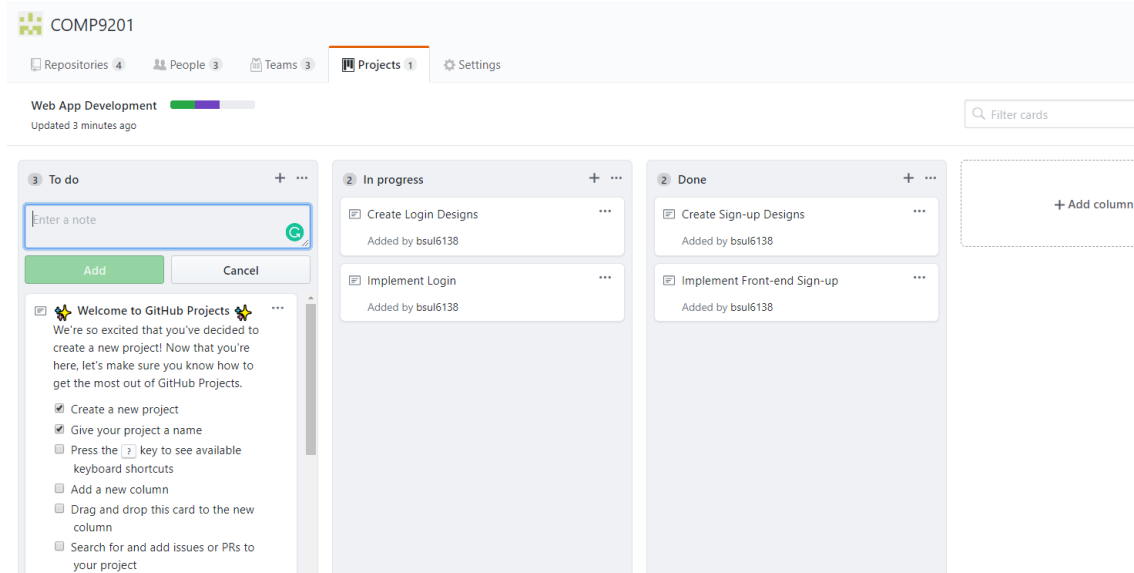 COMP9201
Repositories 4 People 3 Teams 3 Projects 1 Settings
Web App Development
Updated 3 minutes ago
Filter cards
3 To do + ...
Enter a note
Add Cancel
Welcome to GitHub Projects
We're so excited that you've decided to
create a new project! Now that you're
here, let's make sure you know how to
get the most out of GitHub Projects.
Create a new project
Give your project a name
Press the ? key to see available
keyboard shortcuts
Add a new column
Drag and drop this card to the new
column
Search for and add issues or PRs to
your project
2 In progress + ...
Create Login Designs ...
Added by bsul6138
Implement Login ...
Added by bsul6138
2 Done + ...
Create Sign-up Designs ...
Added by bsul6138
Implement Front-end Sign-up ...
Added by bsul6138
+ Add column